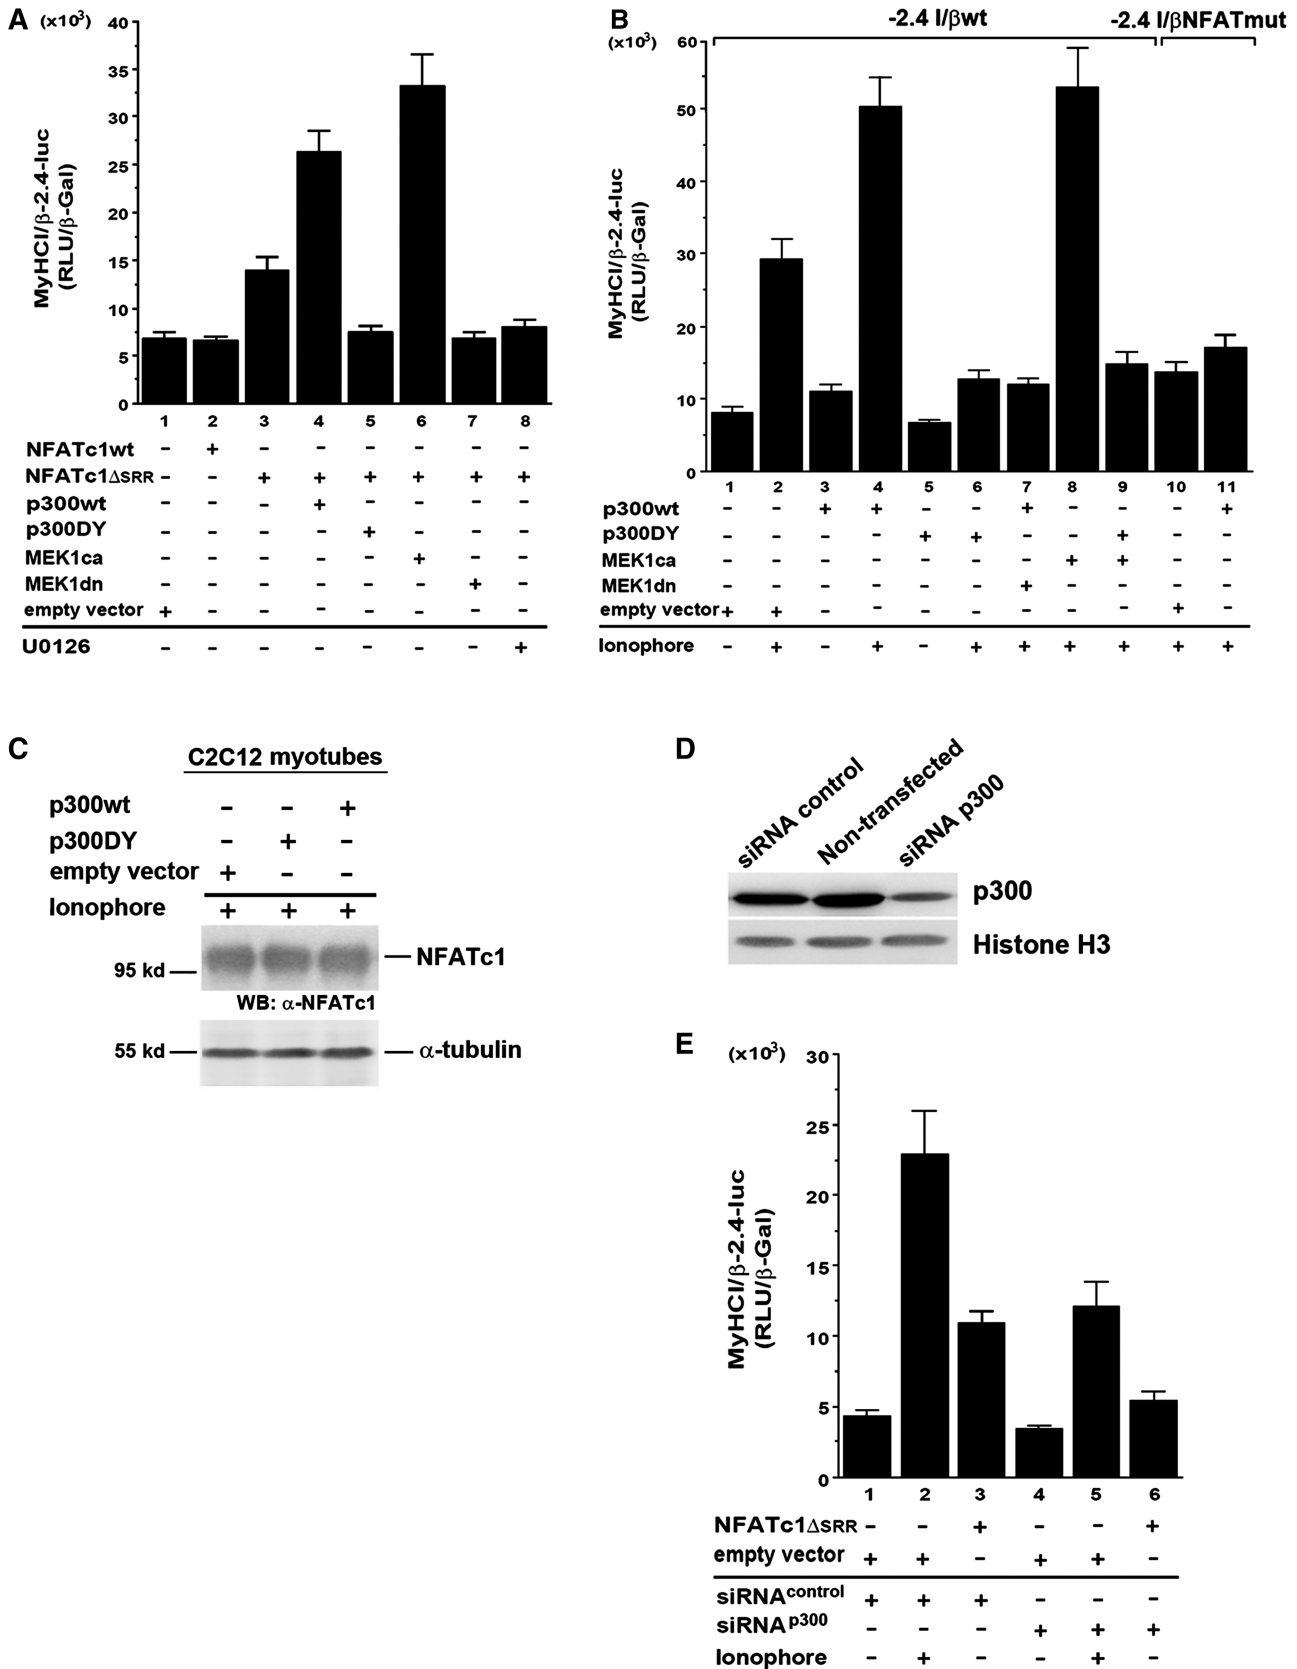 A (x10³)
40
35
30
25
20
15
10
5
0
MyHCI/β-2.4-luc
(RLU/β-Gal)
1 2 3 4 5 6 7 8
NFATc1wt - + - - - - - -
NFATc1ΔSRR - - + + + + + +
p300wt - - - + - - - -
p300DY - - - - + - - -
MEK1ca - - - - - + - -
MEK1dn - - - - - - + -
empty vector + - - - - - - -
U0126 - - - - - - - +
B (x10³)
-2.4 I/βwt -2.4 I/βNFATmut
60
50
40
30
20
10
0
MyHCI/β-2.4-luc
(RLU/β-Gal)
1 2 3 4 5 6 7 8 9 10 11
p300wt - - + + - - + - - - +
p300DY - - - - + + - - + - -
MEK1ca - - - - - - - + + - -
MEK1dn - - - - - - + - - - -
empty vector + + - - - - - - - + -
Ionophore - + - + - + + + + + +
C
C2C12 myotubes
p300wt - - +
p300DY - + -
empty vector + - -
Ionophore + + +
NFATc1
95 kd
WB: α-NFATc1
55 kd
α-tubulin
D
siRNA control
Non-transfected
siRNA p300
p300
Histone H3
E (x10³)
30
25
20
15
10
5
0
MyHCI/β-2.4-luc
(RLU/β-Gal)
1 2 3 4 5 6
NFATc1ΔSRR - - + - - +
empty vector + + - + + -
siRNAcontrol + + + - - -
siRNAp300 - - - + + +
Ionophore - + - - + -